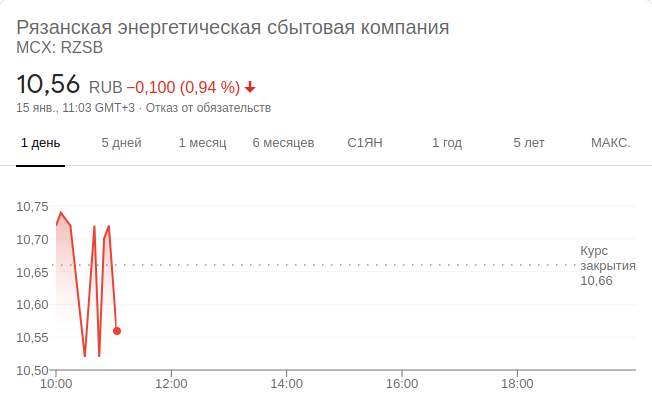 Рязанская энергетическая сбытовая компания
MCX: RZSB
10,56 RUB −0,100 (0,94 %)
15 янв., 11:03 GMT+3 · Отказ от обязательств
1 день 5 дней 1 месяц 6 месяцев С1ЯН 1 год 5 лет МАКС.
10,75
10,70
Курс
закрытия
10,66
10,65
10,60
10,55
10,50
10:00 12:00 14:00 16:00 18:00